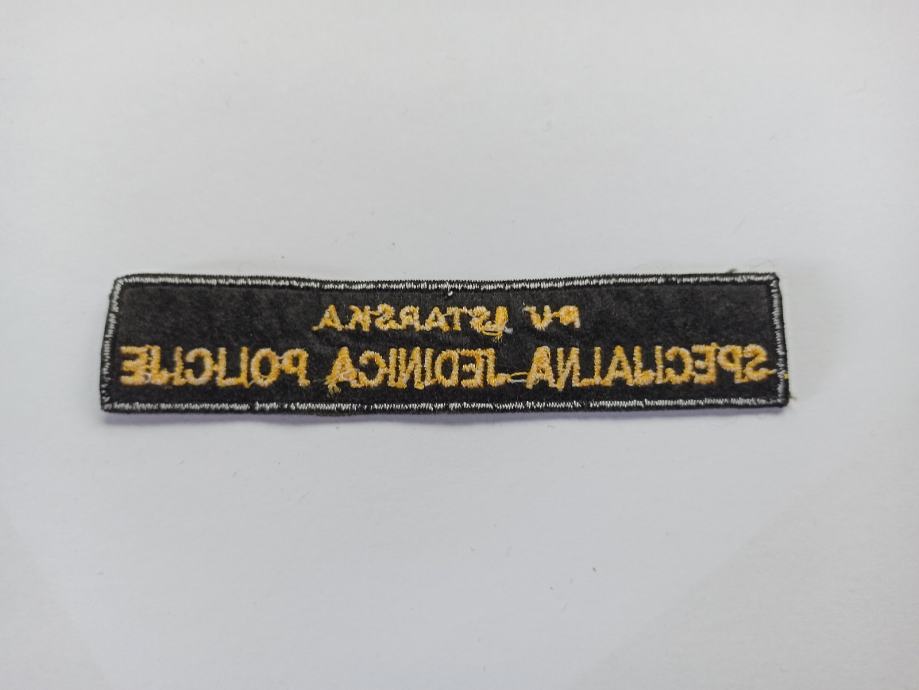 PU ISTARSKA
SPECIJALNA JEDINICA POLICIJE